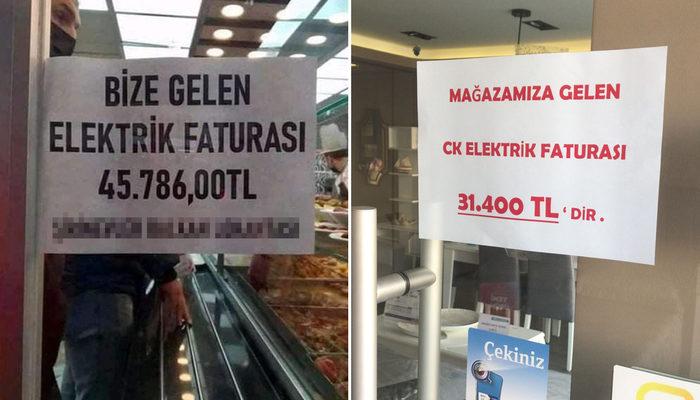 BİZE GELEN
ELEKTRİK FATURASI
45.786,00TL
MAĞAZAMIZA GELEN
CK ELEKTRİK FATURASI
31.400 TL ‘ DİR .
Çekiniz